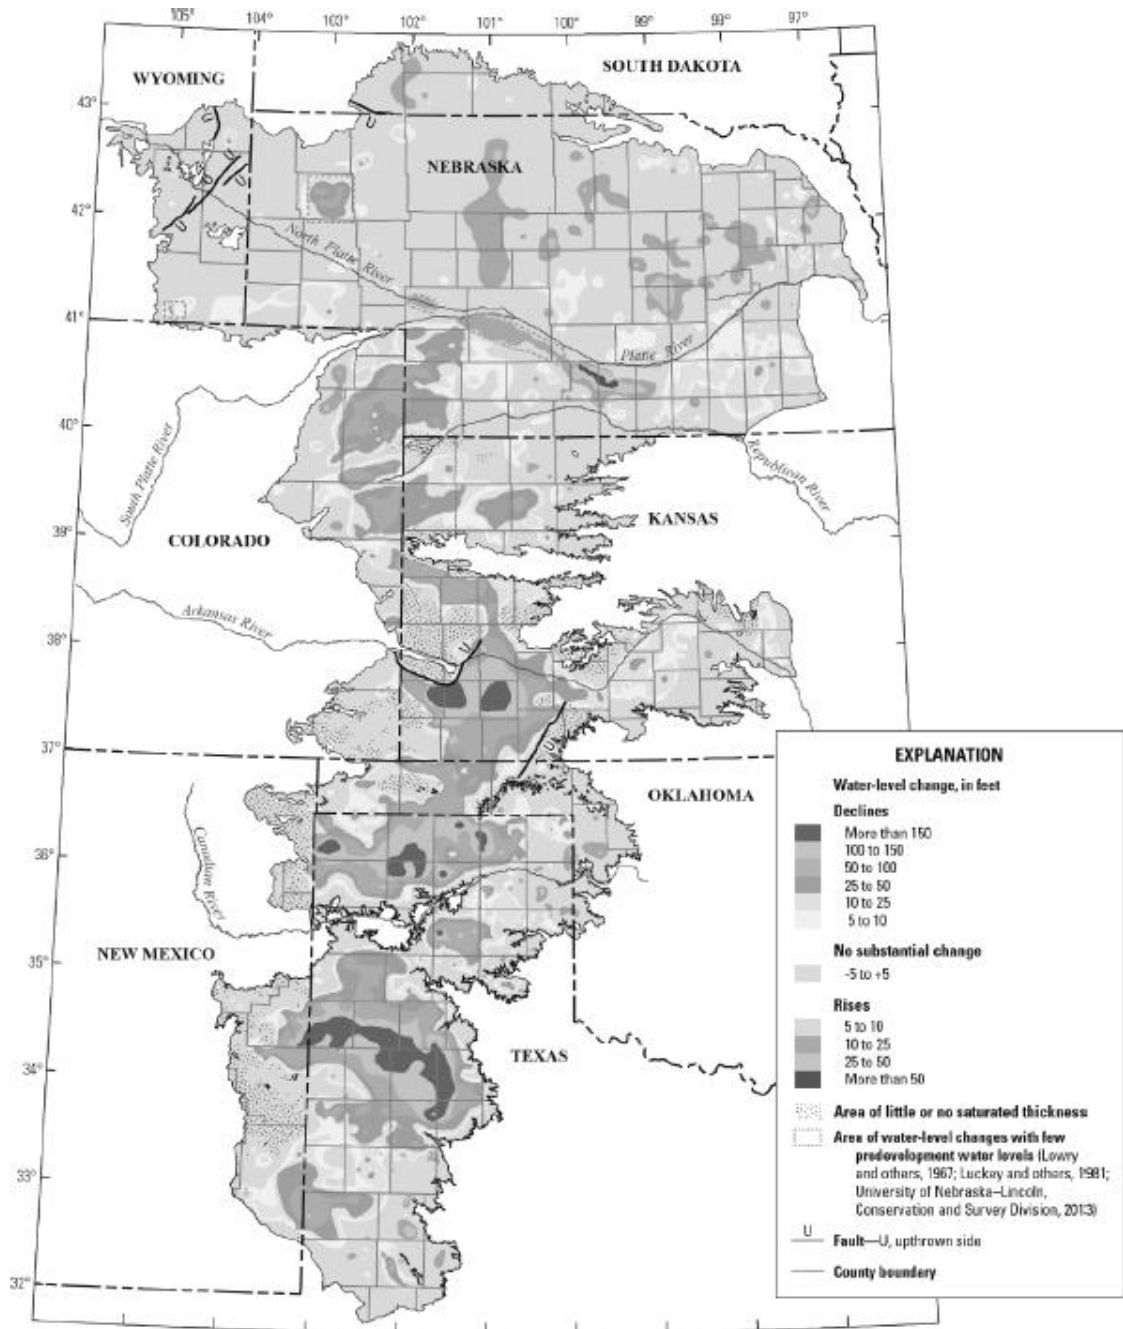 105° 104° 103° 102° 101° 100° 99° 98° 97°
WYOMING
SOUTH DAKOTA
43°
NEBRASKA
42°
North Platte River
41°
Platte River
40°
South Platte River
Republican River
COLORADO
39°
KANSAS
Arkansas River
38°
U
37°
U
OKLAHOMA
Canadian River
36°
NEW MEXICO
35°
TEXAS
34°
33°
32°
EXPLANATION
Water-level change, in feet
Declines
More than 150
100 to 150
50 to 100
25 to 50
10 to 25
5 to 10
No substantial change
-5 to +5
Rises
5 to 10
10 to 25
25 to 50
More than 50
Area of little or no saturated thickness
Area of water-level changes with few
predevelopment water levels (Lowry
and others, 1967; Luckey and others, 1981;
University of Nebraska–Lincoln,
Conservation and Survey Division, 2013)
U
Fault—U, upthrown side
County boundary